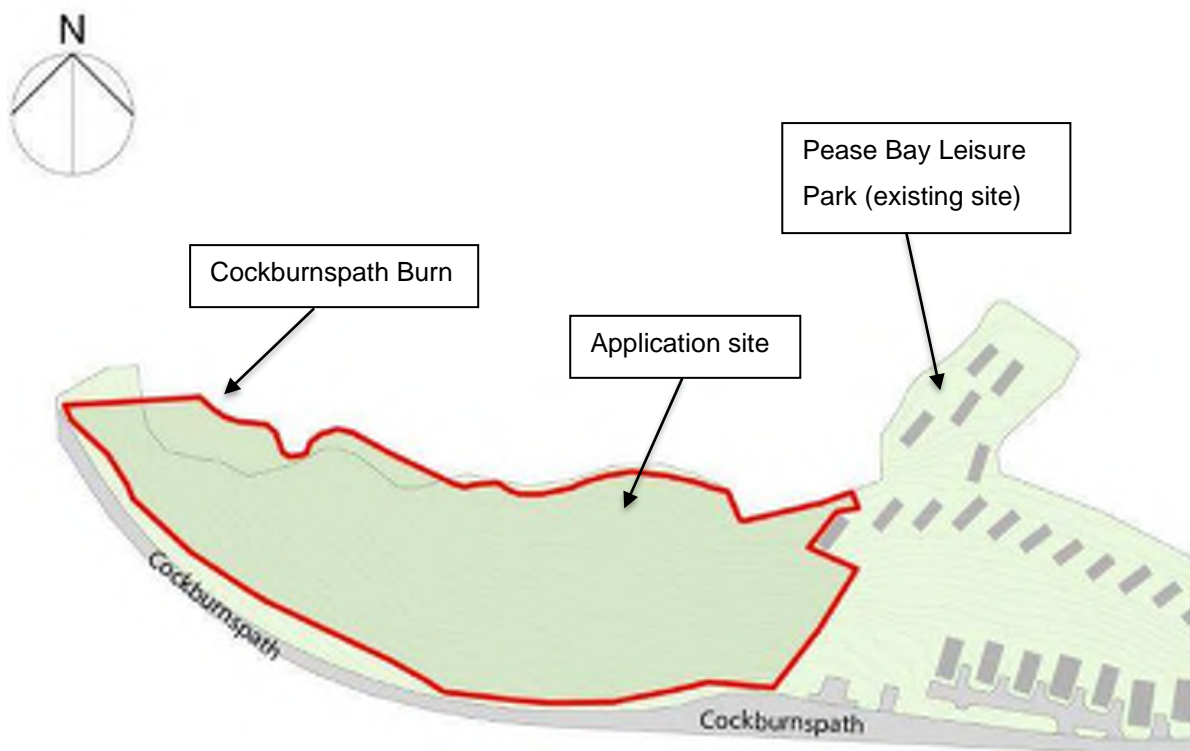 N
Pease Bay Leisure
Park (existing site)
Cockburnspath Burn
Application site
Cockburnspath
Cockburnspath